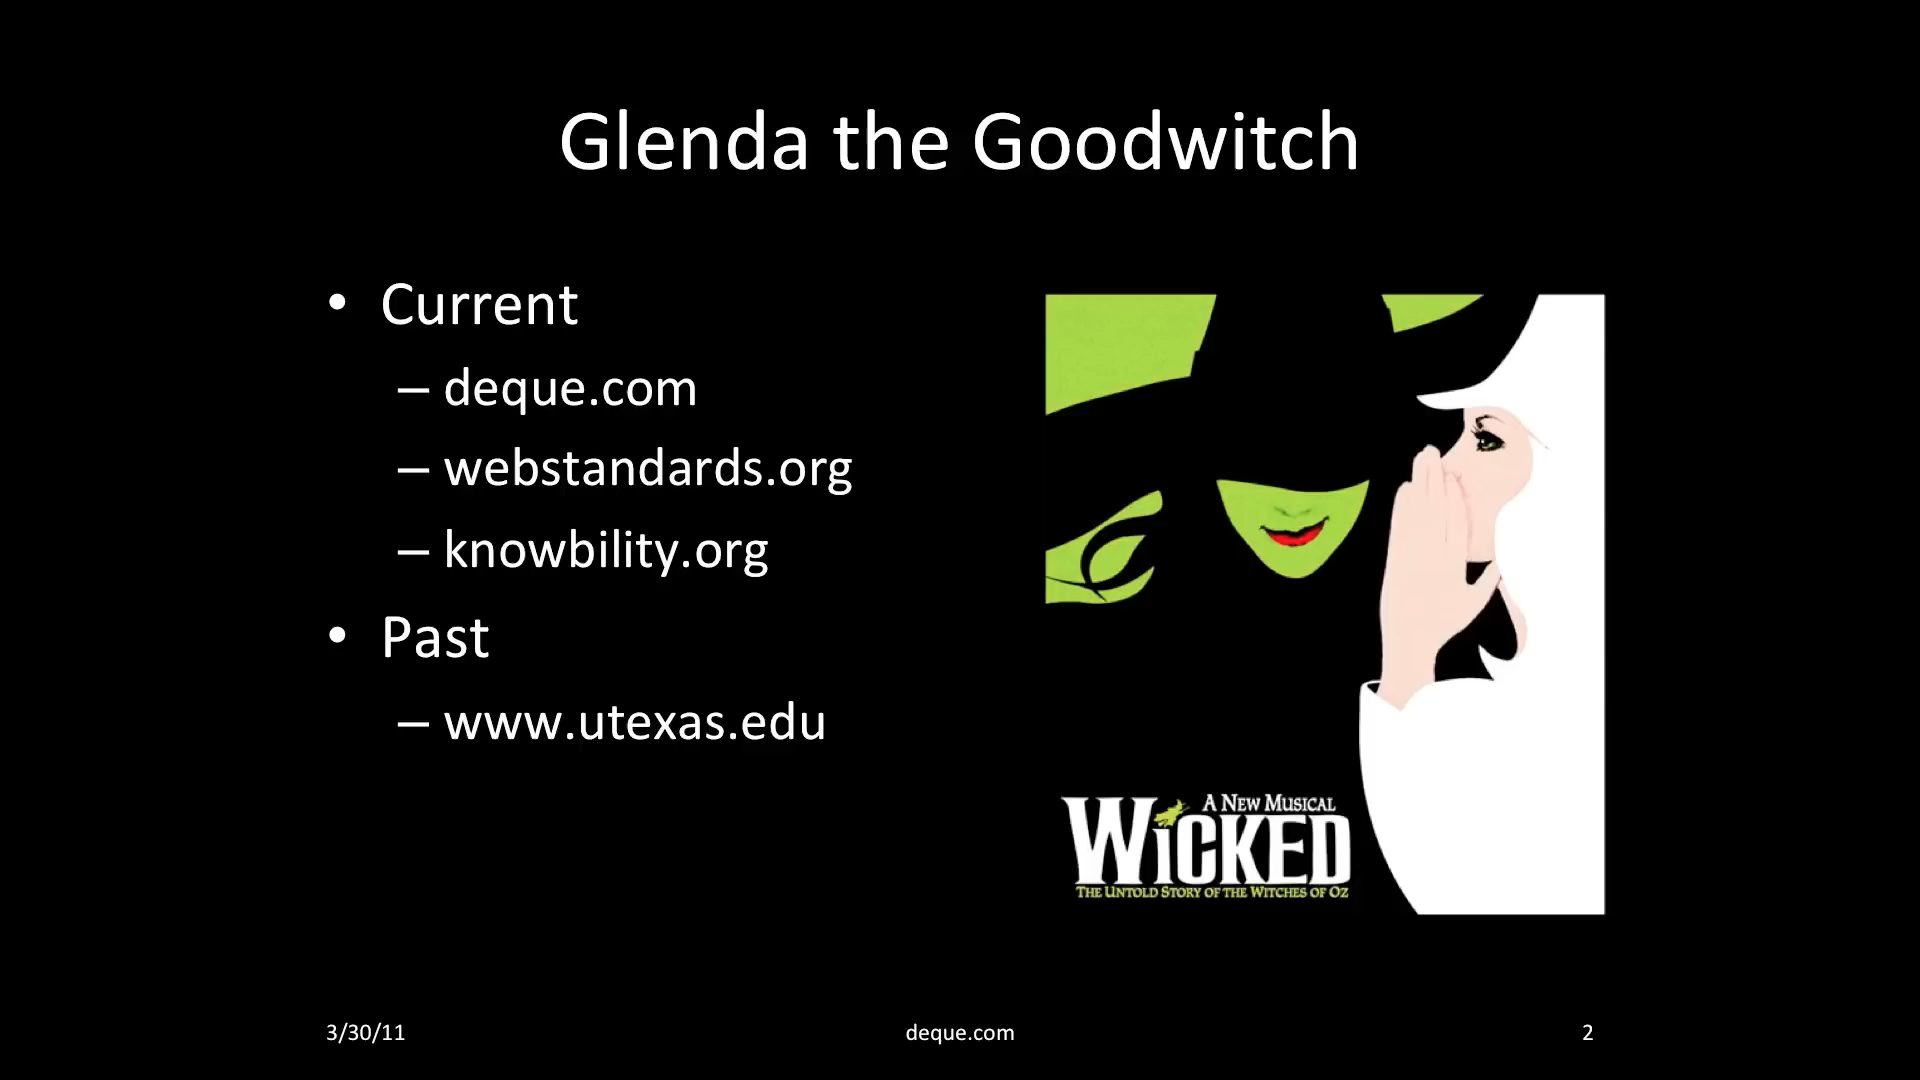 Glenda the Goodwitch
• Current
– deque.com
– webstandards.org
– knowbility.org
• Past
– www.utexas.edu
A NEW MUSICAL
WICKED
THE UNTOLD STORY OF THE WITCHES OF OZ
3/30/11
deque.com
2